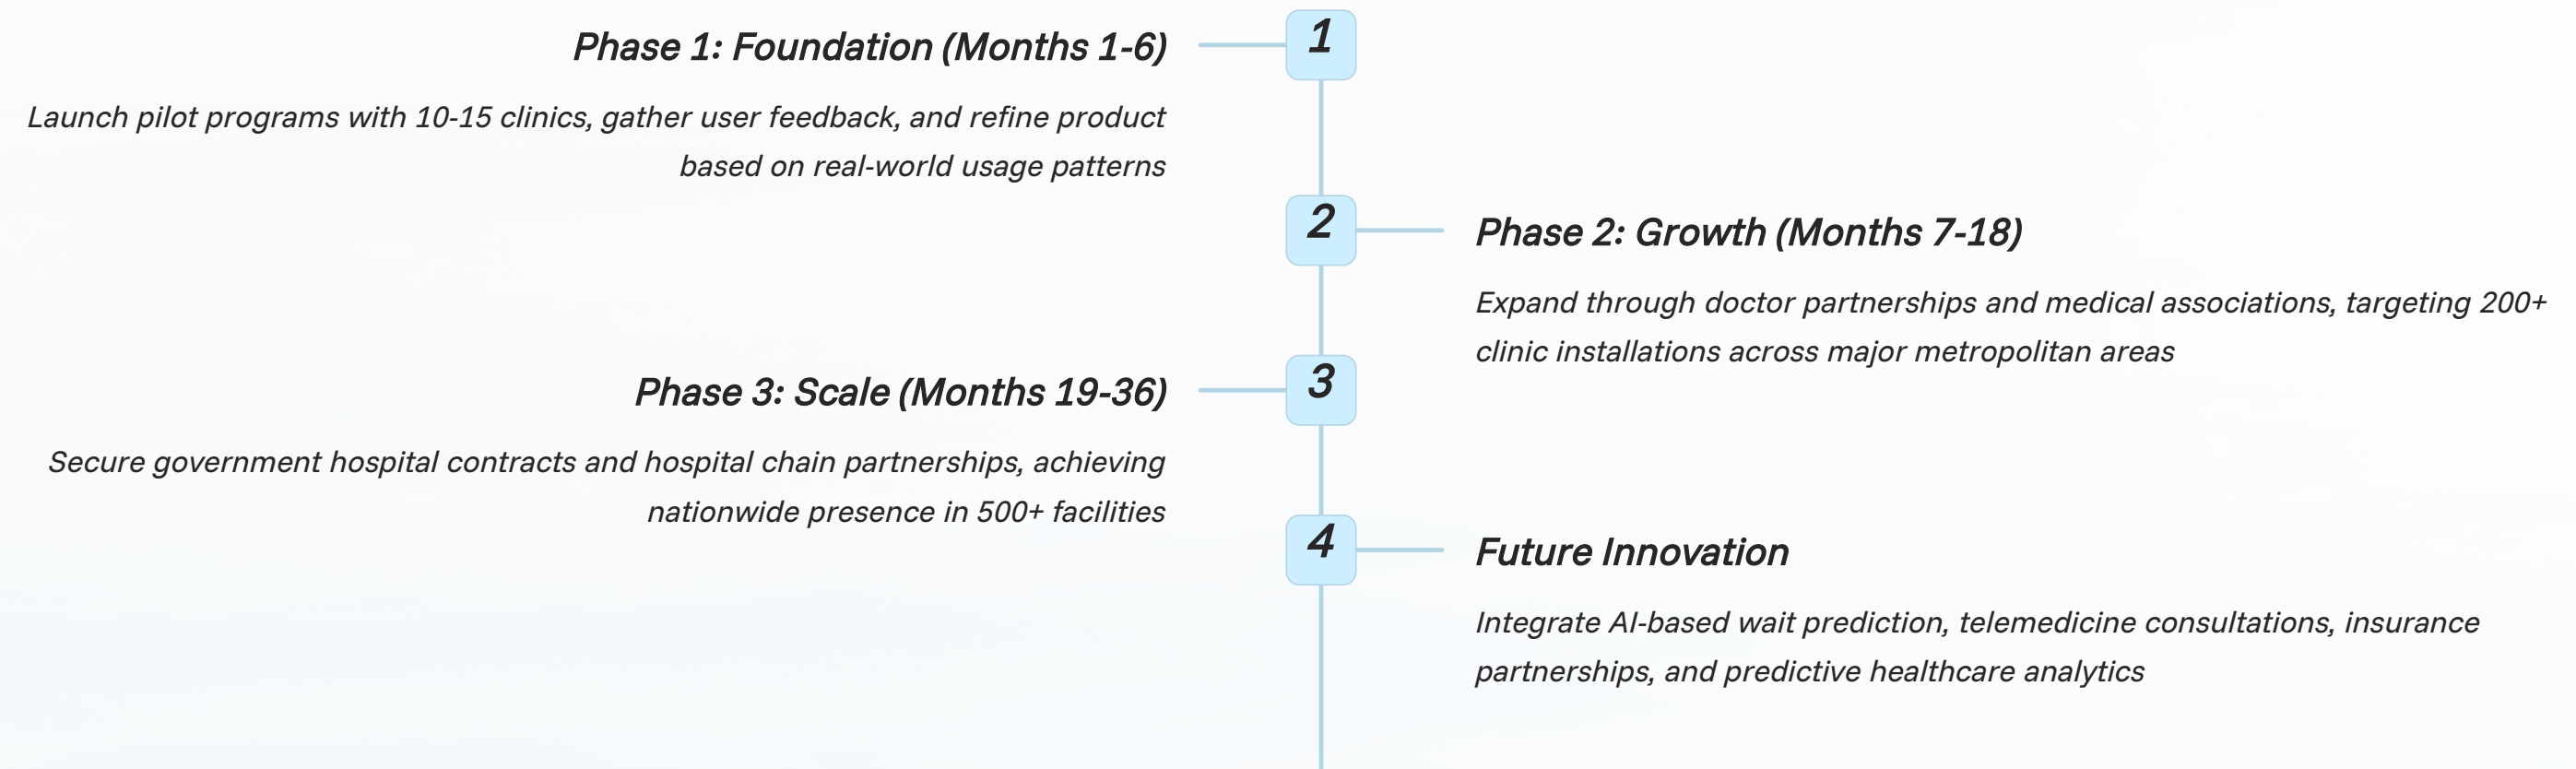 1
Phase 1: Foundation (Months 1-6)
Launch pilot programs with 10-15 clinics, gather user feedback, and refine product
based on real-world usage patterns
2
Phase 2: Growth (Months 7-18)
Expand through doctor partnerships and medical associations, targeting 200+
clinic installations across major metropolitan areas
3
Phase 3: Scale (Months 19-36)
Secure government hospital contracts and hospital chain partnerships, achieving
nationwide presence in 500+ facilities
4
Future Innovation
Integrate AI-based wait prediction, telemedicine consultations, insurance
partnerships, and predictive healthcare analytics